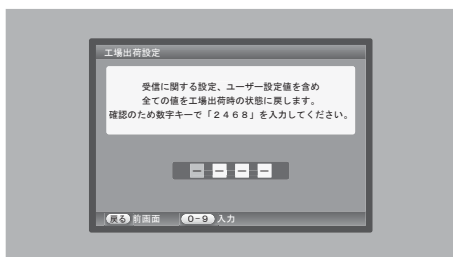 工場出荷設定
受信に関する設定、ユーザー設定値を含め
全ての値を工場出荷時の状態に戻します。
確認のため数字キーで「２４６８」を入力してください。
－ － － －
戻る 前画面 ０-９ 入力